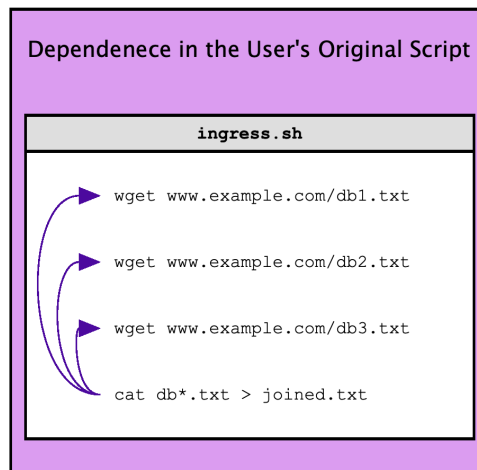 Dependenece in the User's Original Script
ingress.sh
wget www.example.com/db1.txt
wget www.example.com/db2.txt
wget www.example.com/db3.txt
cat db*.txt > joined.txt